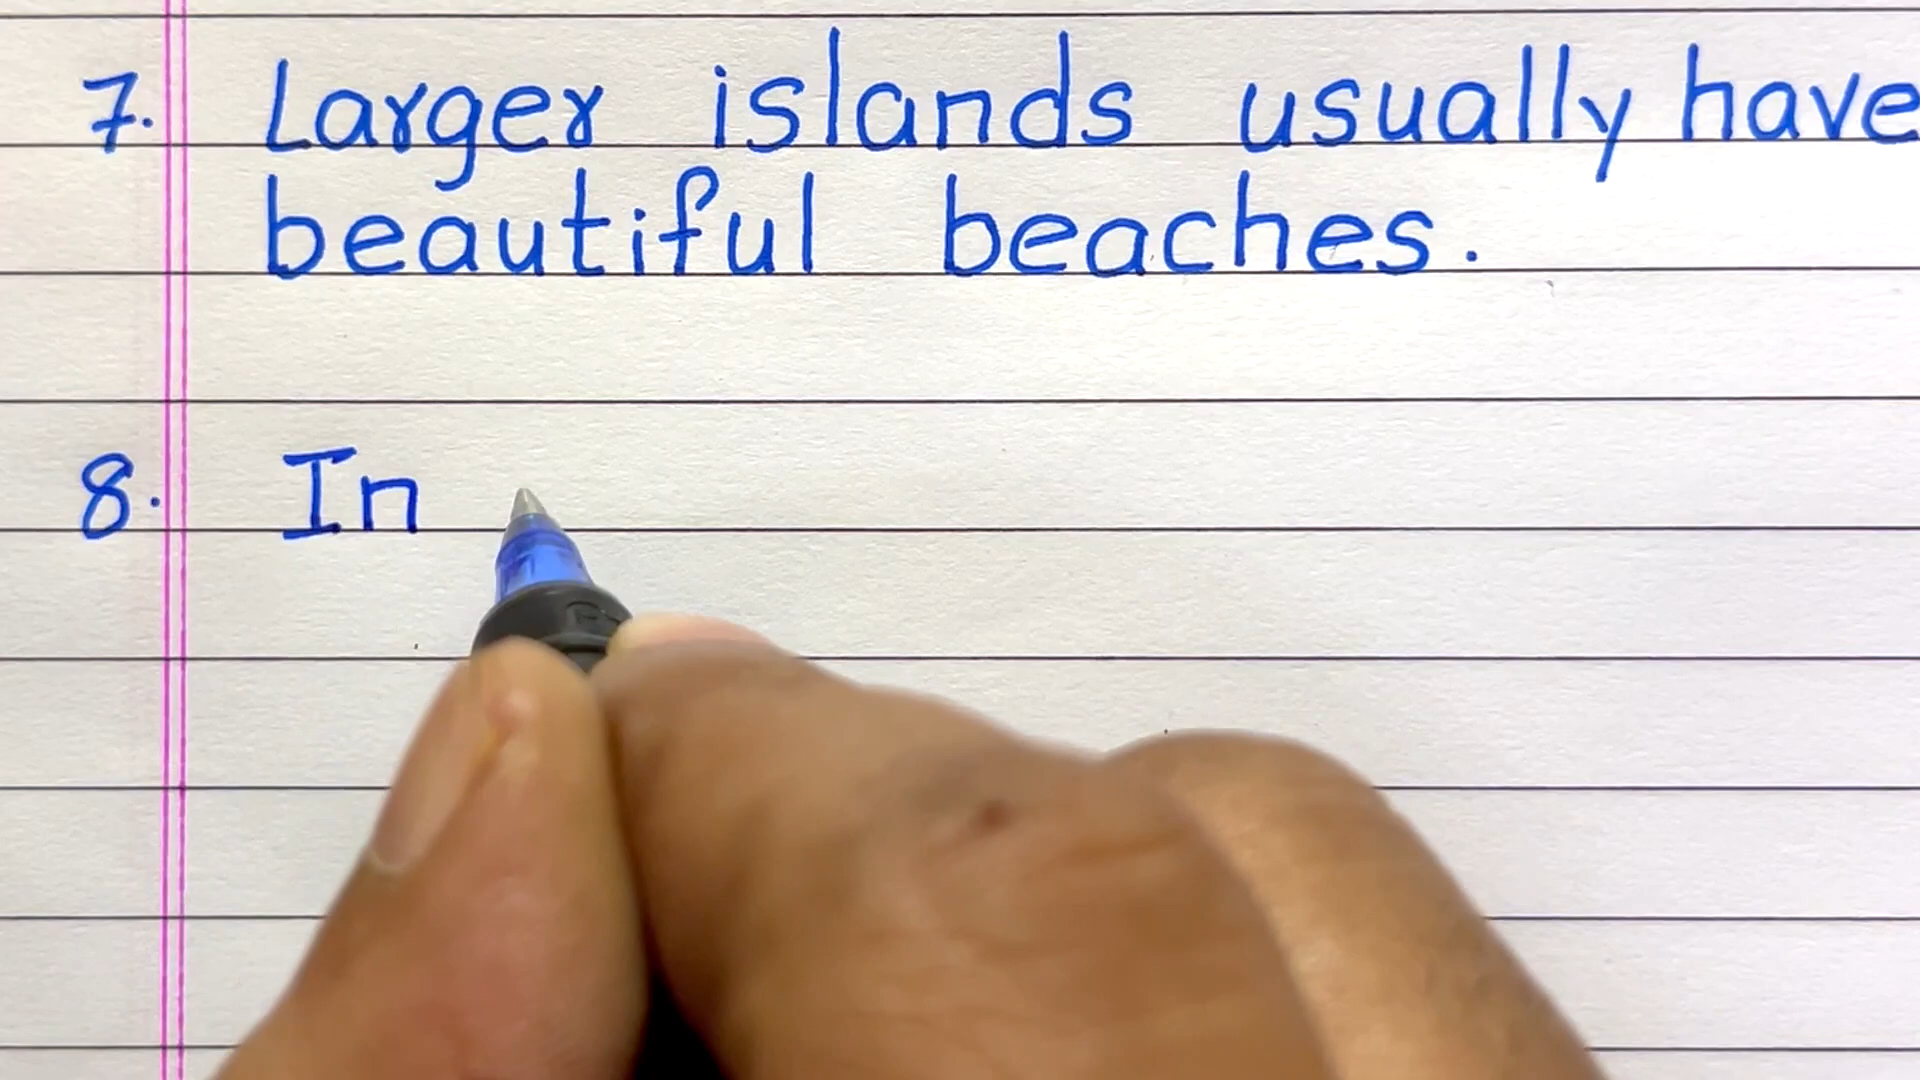 7. Larger islands usually have
beautiful beaches.
8. In